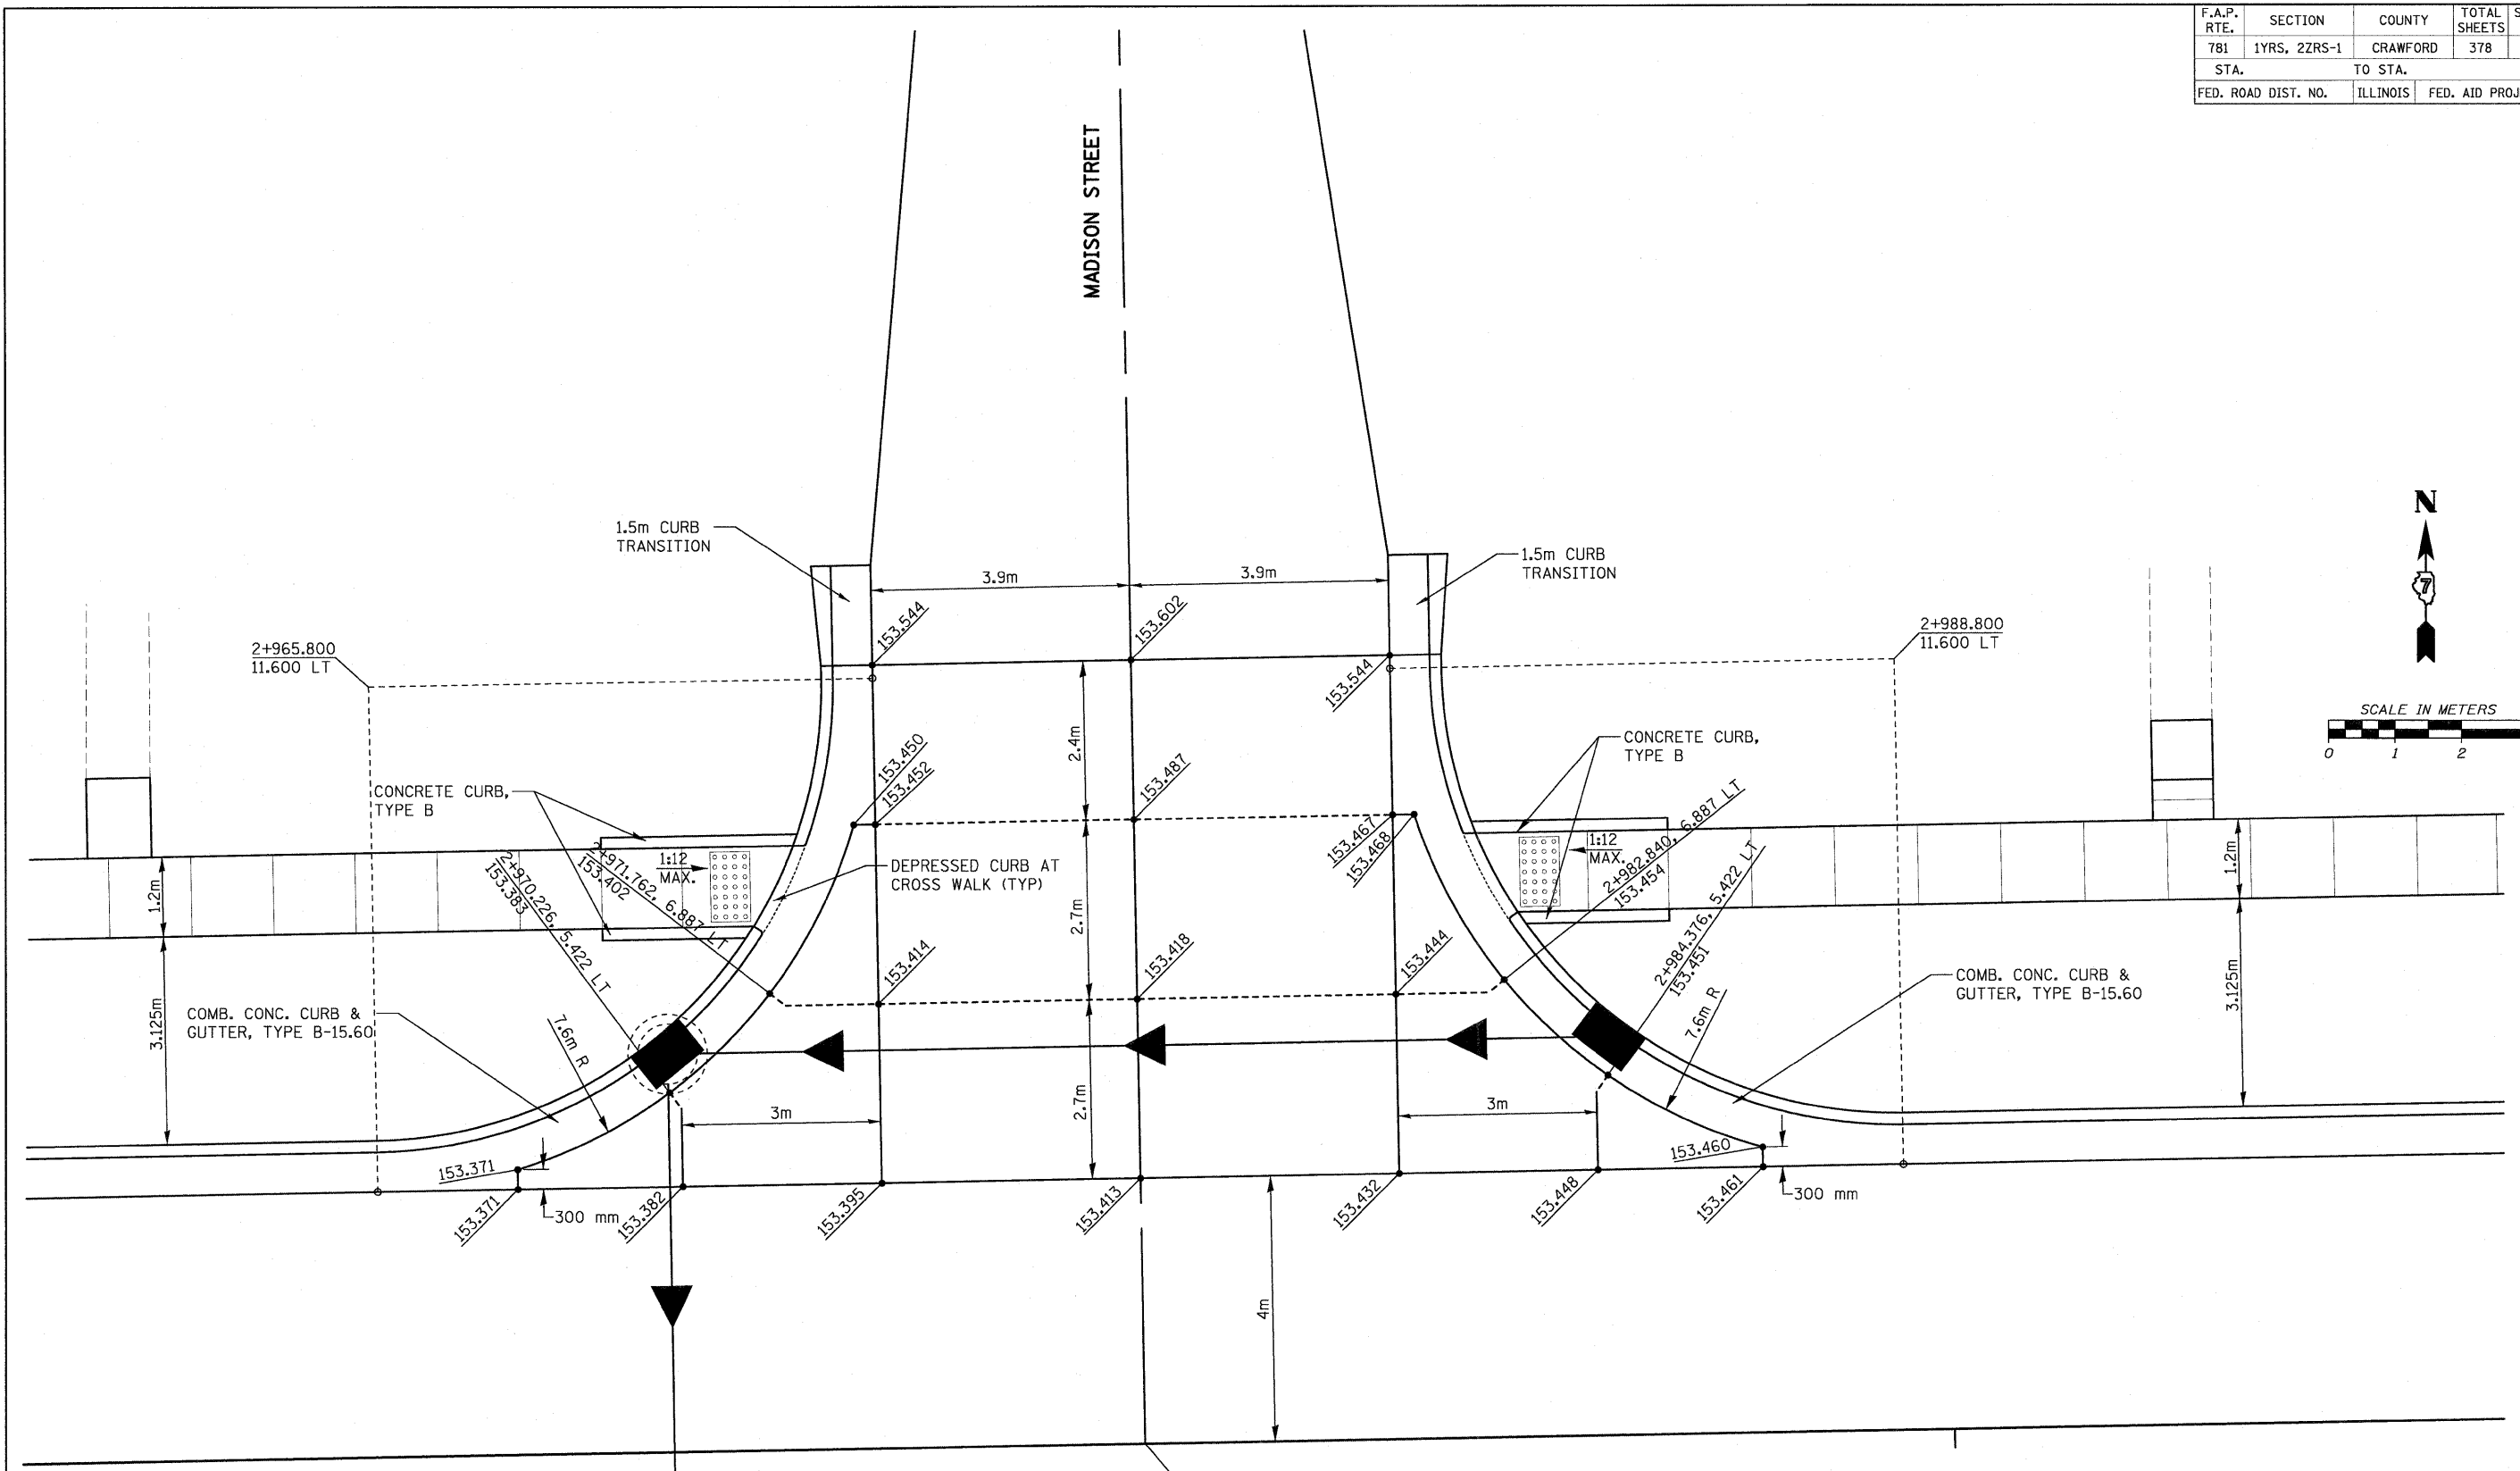 F.A.P. RTE.
SECTION
COUNTY
TOTAL SHEETS
781
1YRS, 2ZRS-1
CRAWFORD
378
STA.
TO STA.
FED. ROAD DIST. NO.
ILLINOIS
FED. AID PROJ
MADISON STREET
1.5m CURB
TRANSITION
1.5m CURB
TRANSITION
N
7
3.9m
3.9m
153.544
153.602
153.544
2+965.800
11.600 LT
2+988.800
11.600 LT
SCALE IN METERS
0
1
2
2.4m
153.450
153.452
153.487
153.467
153.468
CONCRETE CURB,
TYPE B
CONCRETE CURB,
TYPE B
1:12
MAX.
1:12
MAX.
DEPRESSED CURB AT
CROSS WALK (TYP)
2+970.226, 5.422 LT
153.383
2+971.762, 6.887 LT
153.402
2+982.840, 6.887 LT
153.454
2+984.376, 5.422 LT
153.451
1.2m
1.2m
2.7m
153.414
153.418
153.444
3.125m
3.125m
COMB. CONC. CURB &
GUTTER, TYPE B-15.60
COMB. CONC. CURB &
GUTTER, TYPE B-15.60
7.6m R
7.6m R
2.7m
3m
3m
153.371
153.460
153.371
300 mm
153.382
153.395
153.413
153.432
153.448
153.461
300 mm
4m